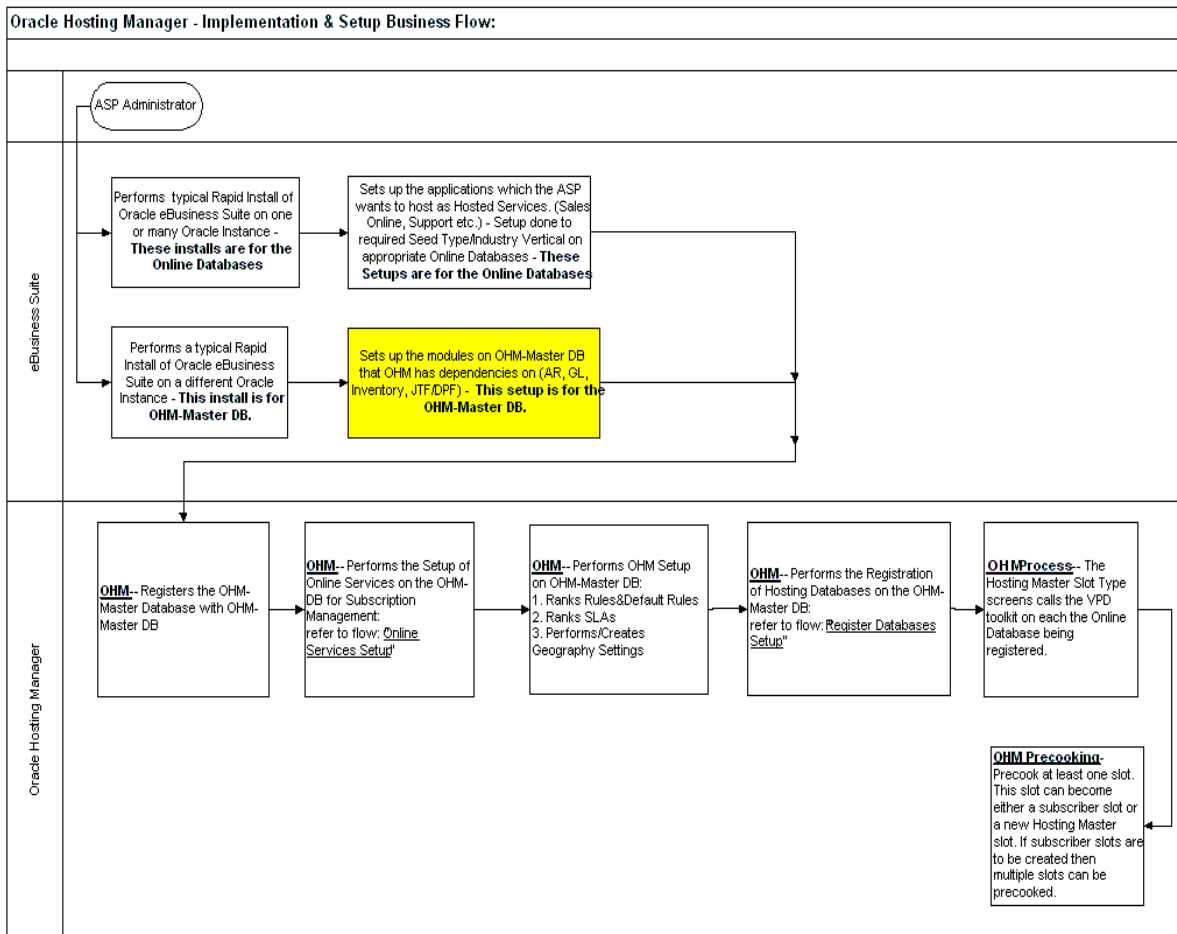 Oracle Hosting Manager - Implementation & Setup Business Flow:
ASP Administrator
eBusiness Suite
Performs typical Rapid Install of
Oracle eBusiness Suite on one
or many Oracle Instance -
These installs are for the
Online Databases
Sets up the applications which the ASP
wants to host as Hosted Services. (Sales
Online, Support etc.) - Setup done to
required Seed Type/Industry Vertical on
appropriate Online Databases - These
Setups are for the Online Databases
Performs a typical Rapid
Install of Oracle eBusiness
Suite on a different Oracle
Instance - This install is for
OHM-Master DB.
Sets up the modules on OHM-Master DB
that OHM has dependencies on (AR, GL,
Inventory, JTF/DPF) - This setup is for the
OHM-Master DB.
Oracle Hosting Manager
OHM-- Registers the OHM-
Master Database with OHM-
Master DB
OHM-- Performs the Setup of
Online Services on the OHM-
DB for Subscription
Management:
refer to flow: Online
Services Setup"
OHM-- Performs OHM Setup
on OHM-Master DB:
1. Ranks Rules&Default Rules
2. Ranks SLAs
3. Performs/Creates
Geography Settings
OHM-- Performs the Registration
of Hosting Databases on the OHM-
Master DB:
refer to flow: "Register Databases
Setup"
OHMProcess-- The
Hosting Master Slot Type
screens calls the VPD
toolkit on each the Online
Database being
registered.
OHM Precooking-
Precook at least one slot.
This slot can become
either a subscriber slot or
a new Hosting Master
slot. If subscriber slots are
to be created then
multiple slots can be
precooked.